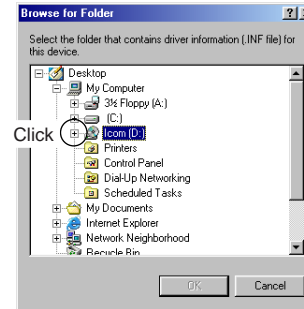 Browse for Folder
Select the folder that contains driver information (.INF file) for
this device.
Desktop
My Computer
3½ Floppy (A:)
(C:)
Click
Icom (D:)
Printers
Control Panel
Dial-Up Networking
Scheduled Tasks
My Documents
Internet Explorer
Network Neighborhood
Recycle Bin
OK
Cancel